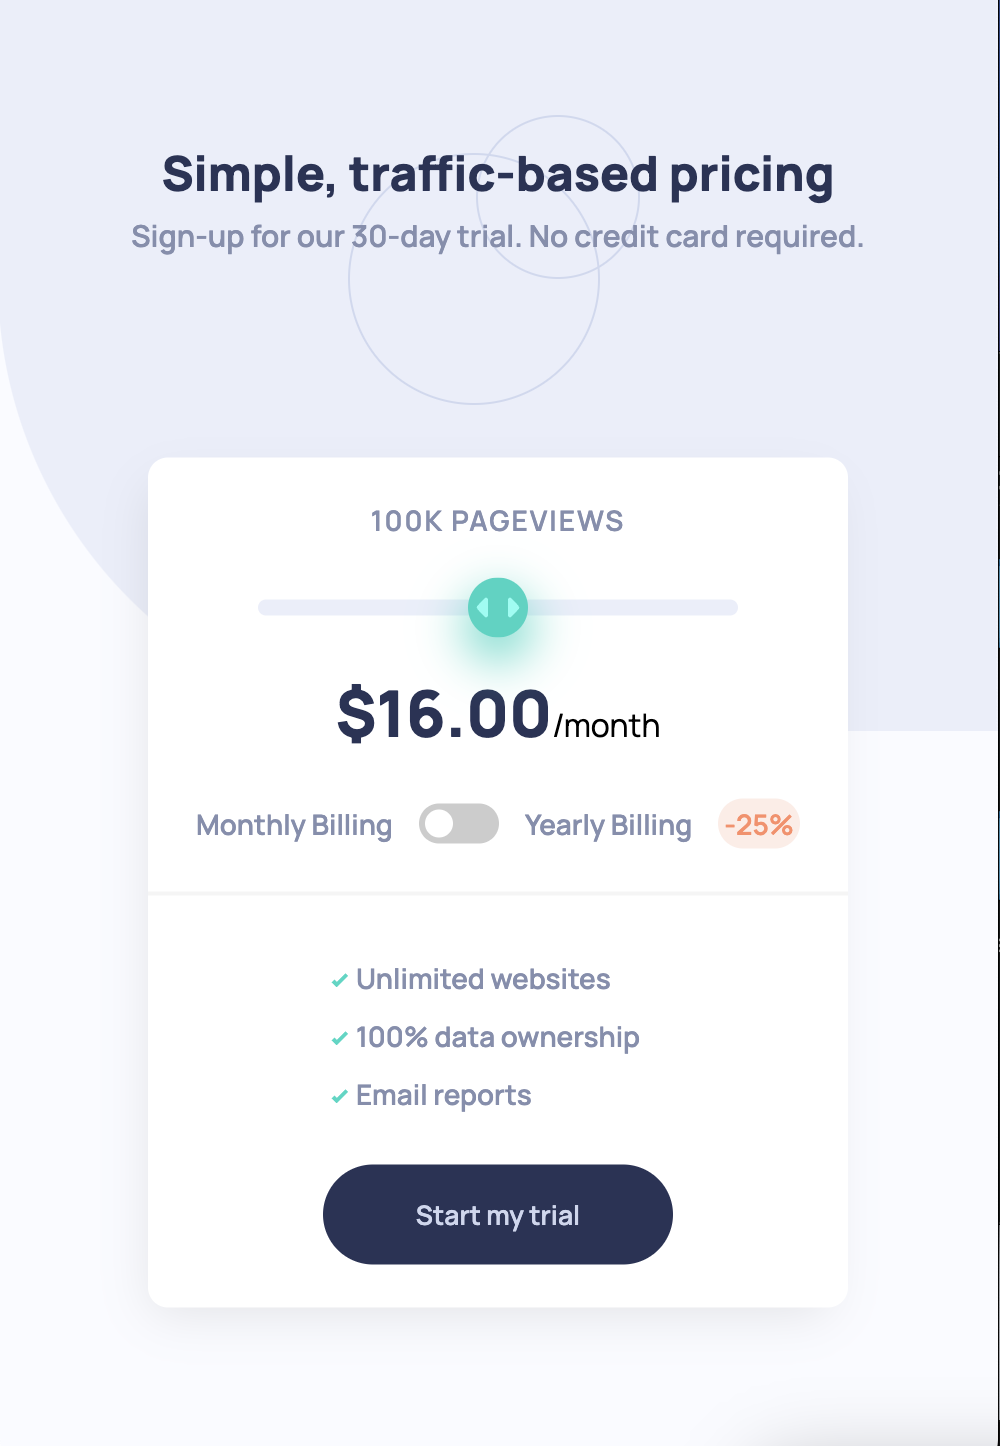 Simple, traffic-based pricing
Sign-up for our 30-day trial. No credit card required.
100K PAGEVIEWS
$16.00/month
Monthly Billing Yearly Billing -25%
Unlimited websites
100% data ownership
Email reports
Start my trial